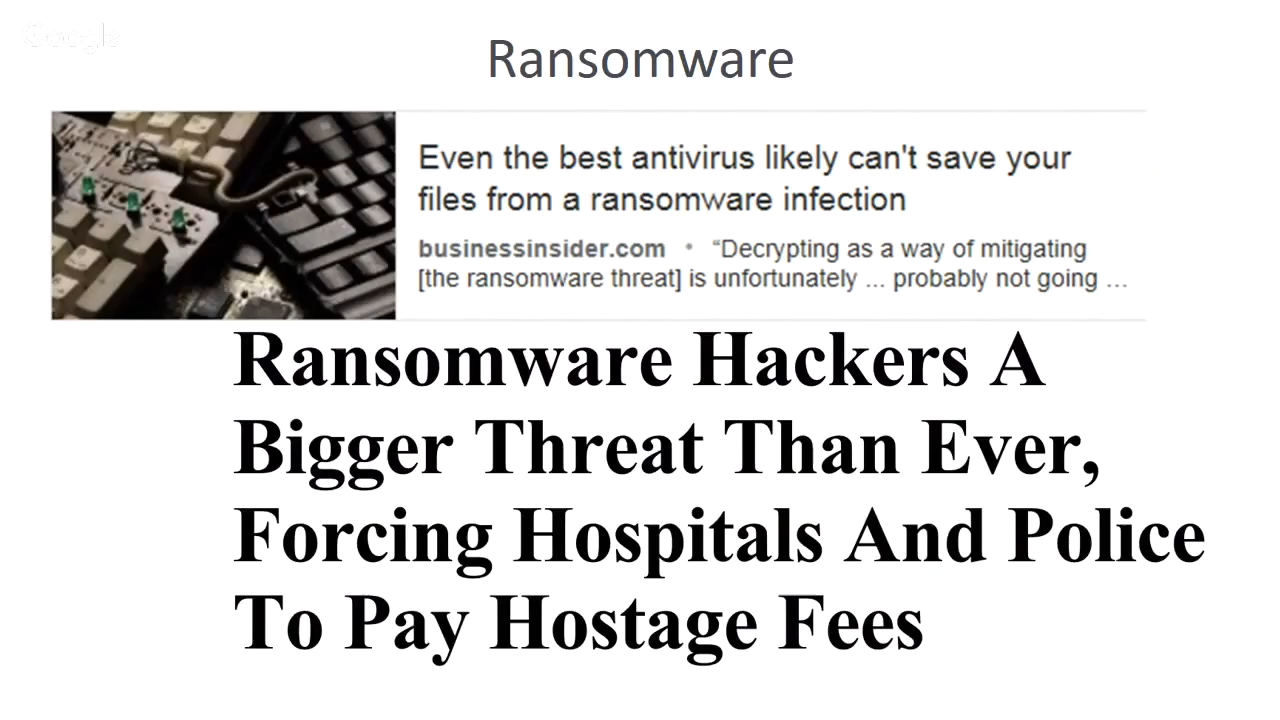 Google
Ransomware
Even the best antivirus likely can't save your
files from a ransomware infection
businessinsider.com • “Decrypting as a way of mitigating
[the ransomware threat] is unfortunately ... probably not going ...
Ransomware Hackers A
Bigger Threat Than Ever,
Forcing Hospitals And Police
To Pay Hostage Fees